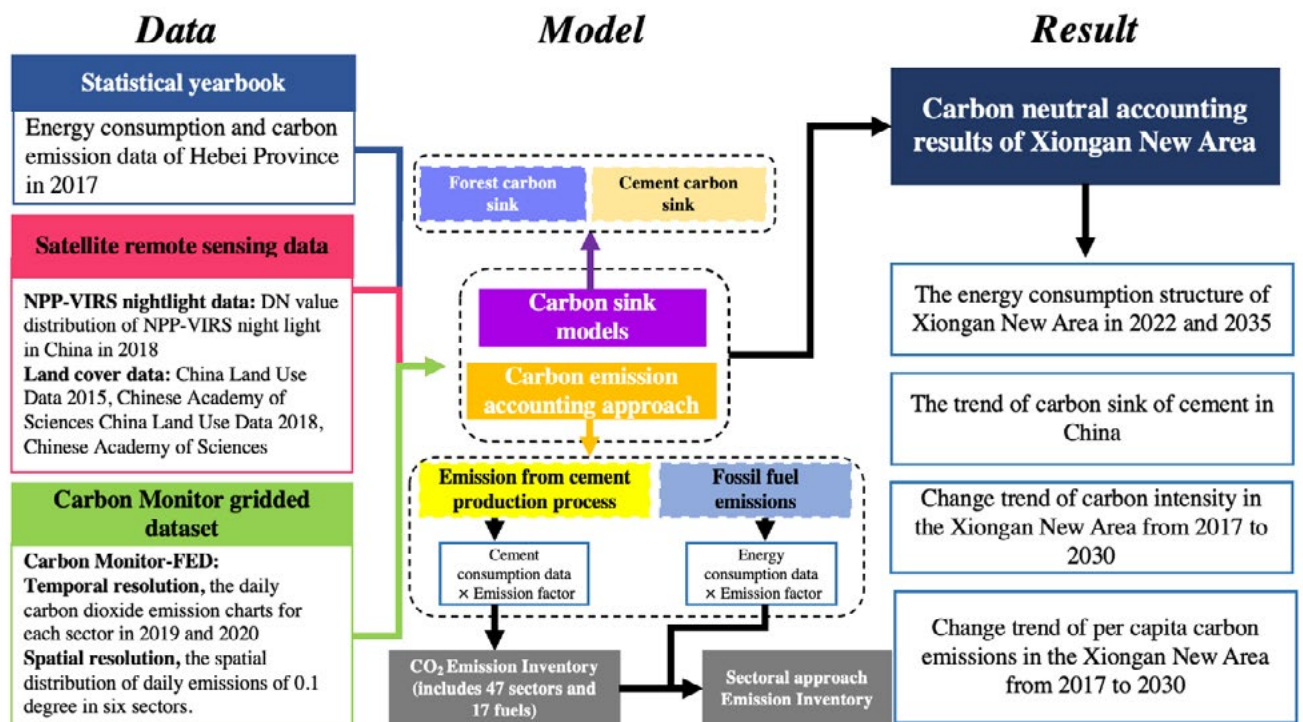 Data
Model
Result
Statistical yearbook
Energy consumption and carbon
emission data of Hebei Province
in 2017
Satellite remote sensing data
NPP-VIRS nightlight data: DN value
distribution of NPP-VIRS night light
in China in 2018
Land cover data: China Land Use
Data 2015, Chinese Academy of
Sciences China Land Use Data 2018,
Chinese Academy of Sciences
Carbon Monitor gridded
dataset
Carbon Monitor-FED:
Temporal resolution, the daily
carbon dioxide emission charts for
each sector in 2019 and 2020
Spatial resolution, the spatial
distribution of daily emissions of 0.1
degree in six sectors.
Forest carbon
sink
Cement carbon
sink
Carbon sink
models
Carbon emission
accounting approach
Emission from cement
production process
Fossil fuel
emissions
Cement
consumption data
× Emission factor
Energy
consumption data
× Emission factor
CO₂ Emission Inventory
(includes 47 sectors and
17 fuels)
Sectoral approach
Emission Inventory
Carbon neutral accounting
results of Xiongan New Area
The energy consumption structure of
Xiongan New Area in 2022 and 2035
The trend of carbon sink of cement in
China
Change trend of carbon intensity in
the Xiongan New Area from 2017 to
2030
Change trend of per capita carbon
emissions in the Xiongan New Area
from 2017 to 2030